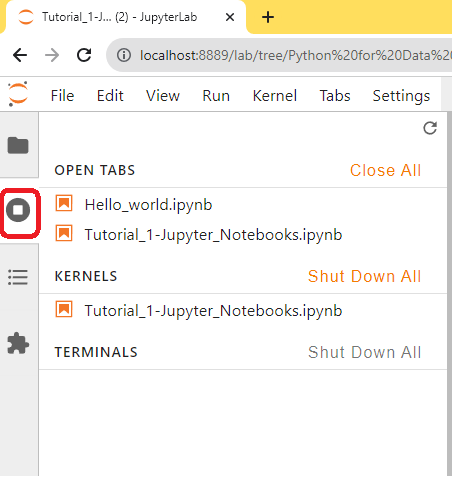 Tutorial_1-J... (2) - JupyterLab
localhost:8889/lab/tree/Python%20for%20Data%2
File Edit View Run Kernel Tabs Settings
OPEN TABS Close All
Hello_world.ipynb
Tutorial_1-Jupyter_Notebooks.ipynb
KERNELS Shut Down All
Tutorial_1-Jupyter_Notebooks.ipynb
TERMINALS Shut Down All